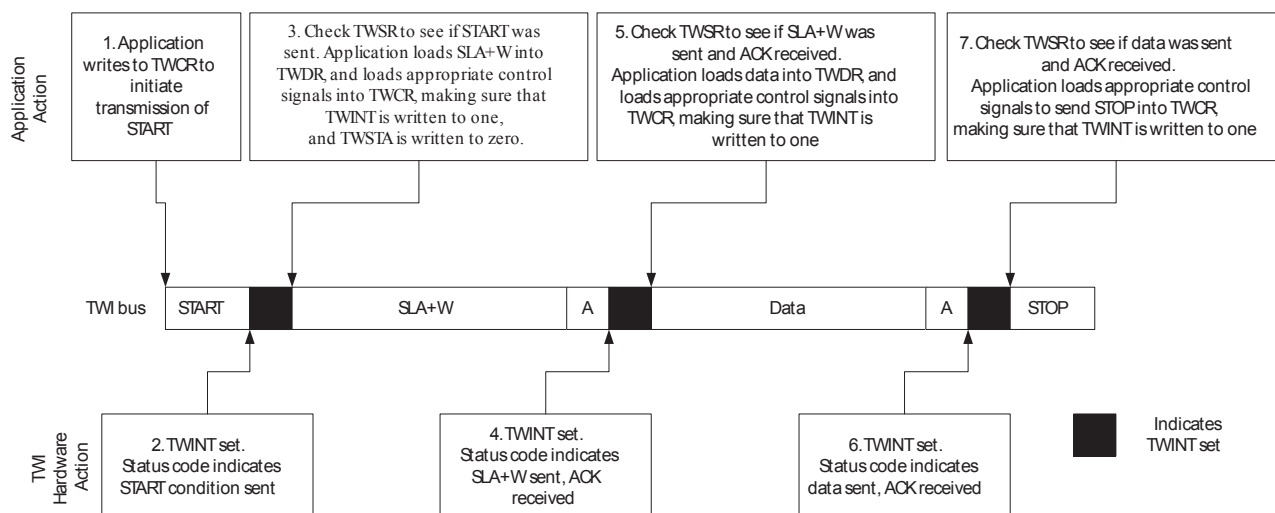 Application
Action
1. Application
writes to TWCR to
initiate
transmission of
START
3. Check TWSR to see if START was
sent. Application loads SLA+W into
TWDR, and loads appropriate control
signals into TWCR, making sure that
TWINT is written to one,
and TWSTA is written to zero.
5. Check TWSR to see if SLA+W was
sent and ACK received.
Application loads data into TWDR, and
loads appropriate control signals into
TWCR, making sure that TWINT is
written to one
7. Check TWSR to see if data was sent
and ACK received.
Application loads appropriate control
signals to send STOP into TWCR,
making sure that TWINT is written to one
TWI bus
START
SLA+W
A
Data
A
STOP
TWI
Hardware
Action
2. TWINT set.
Status code indicates
START condition sent
4. TWINT set.
Status code indicates
SLA+W sent, ACK
received
6. TWINT set.
Status code indicates
data sent, ACK received
Indicates
TWINT set